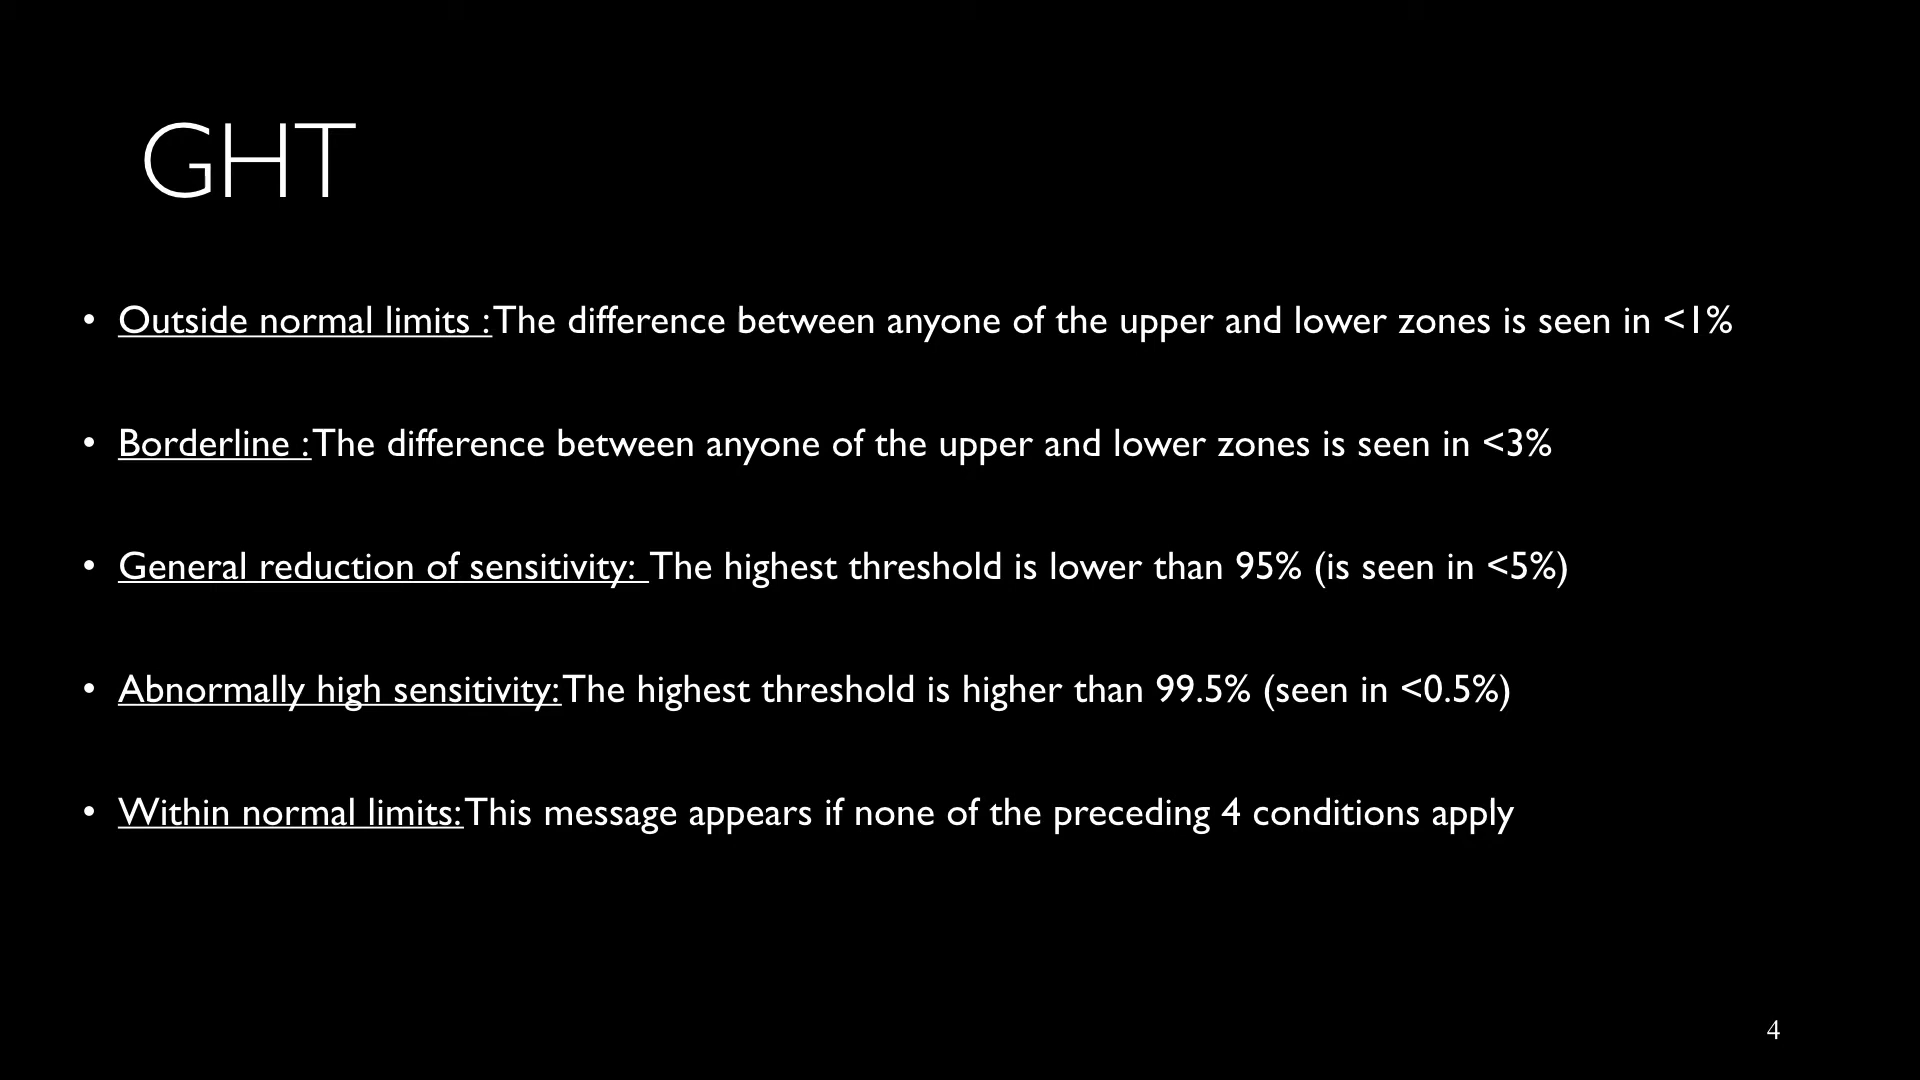 GHT
• Outside normal limits :The difference between anyone of the upper and lower zones is seen in <1%
• Borderline :The difference between anyone of the upper and lower zones is seen in <3%
• General reduction of sensitivity: The highest threshold is lower than 95% (is seen in <5%)
• Abnormally high sensitivity:The highest threshold is higher than 99.5% (seen in <0.5%)
• Within normal limits:This message appears if none of the preceding 4 conditions apply
4